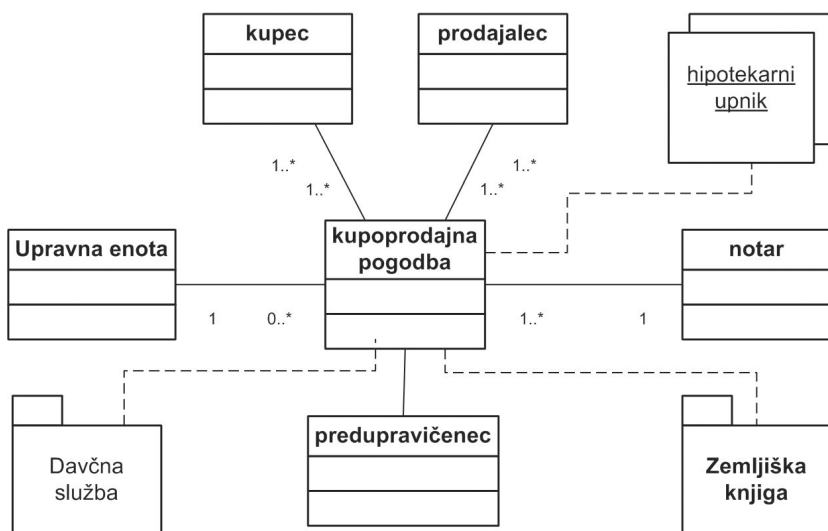 kupec
prodajalec
hipotekarni
upnik
1..*
1..*
1..*
1..*
Upravna enota
kupoprodajna
pogodba
notar
1
0..*
1..*
1
Davčna
služba
predupravičenec
Zemljiška
knjiga